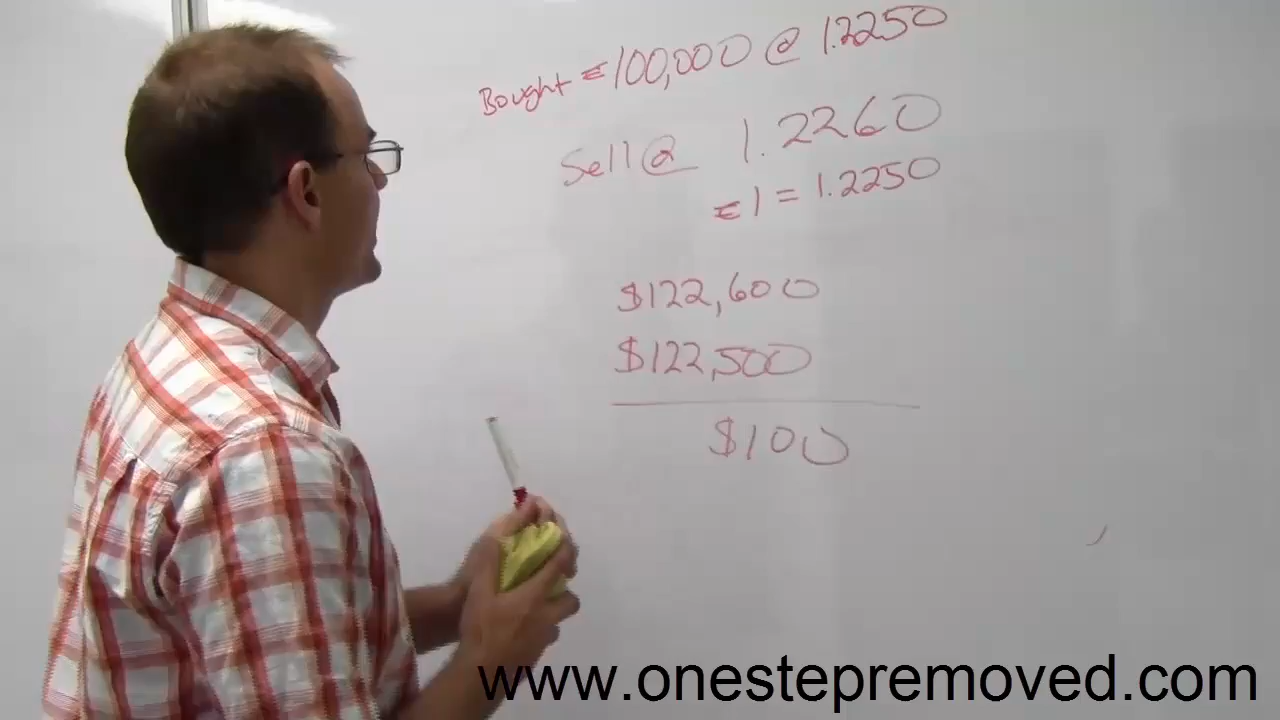 Bought €100,000 @ 1.2250
Sell @ 1.2260
€1 = 1.2250
$122,600
$122,500
$100
www.onestepremoved.com